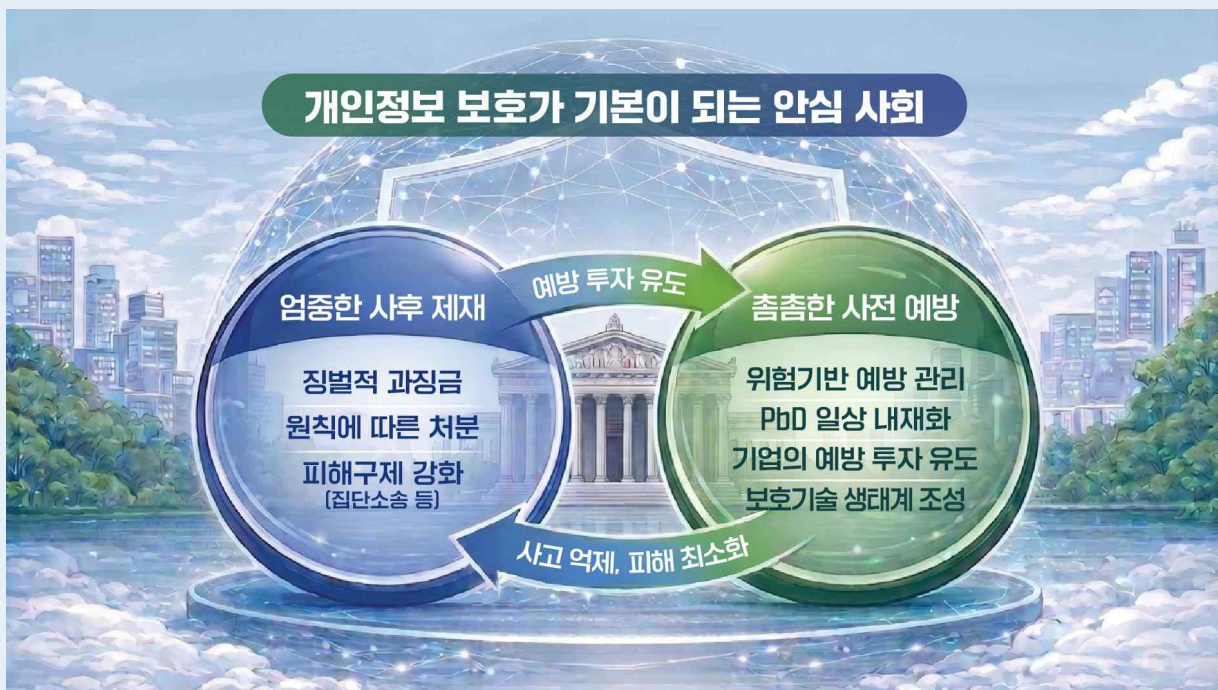 개인정보 보호가 기본이 되는 안심 사회
예방 투자 유도
엄중한 사후 제재
징벌적 과징금
원칙에 따른 처분
피해구제 강화
(집단소송 등)
촘촘한 사전 예방
위험기반 예방 관리
PbD 일상 내재화
기업의 예방 투자 유도
보호기술 생태계 조성
사고 억제, 피해 최소화